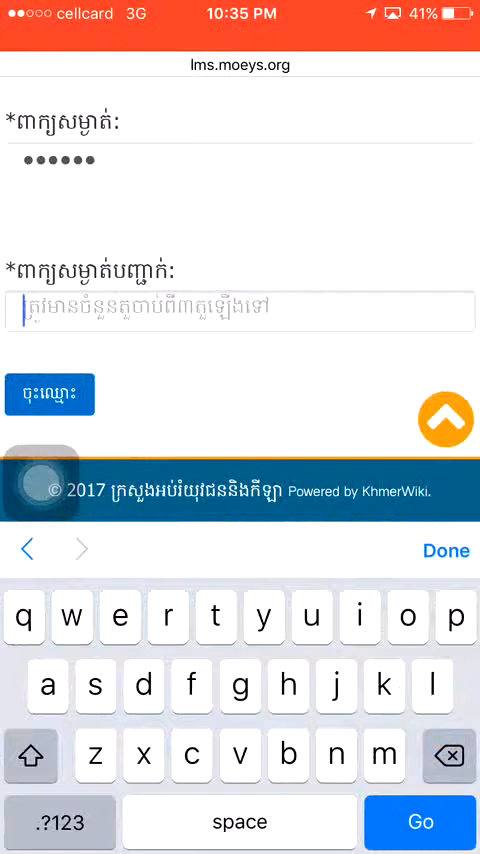 cellcard 3G 10:35 PM 41%
lms.moeys.org
*ពាក្យសម្ងាត់:
*ពាក្យសម្ងាត់បញ្ជាក់:
ត្រូវមានចំនួនតួចាប់ពី៣តួឡើងទៅ
ចុះឈ្មោះ
© 2017 ក្រសួងអប់រំយុវជននិងកីឡា Powered by KhmerWiki.
Done
q w e r t y u i o p
a s d f g h j k l
z x c v b n m
.?123 space Go